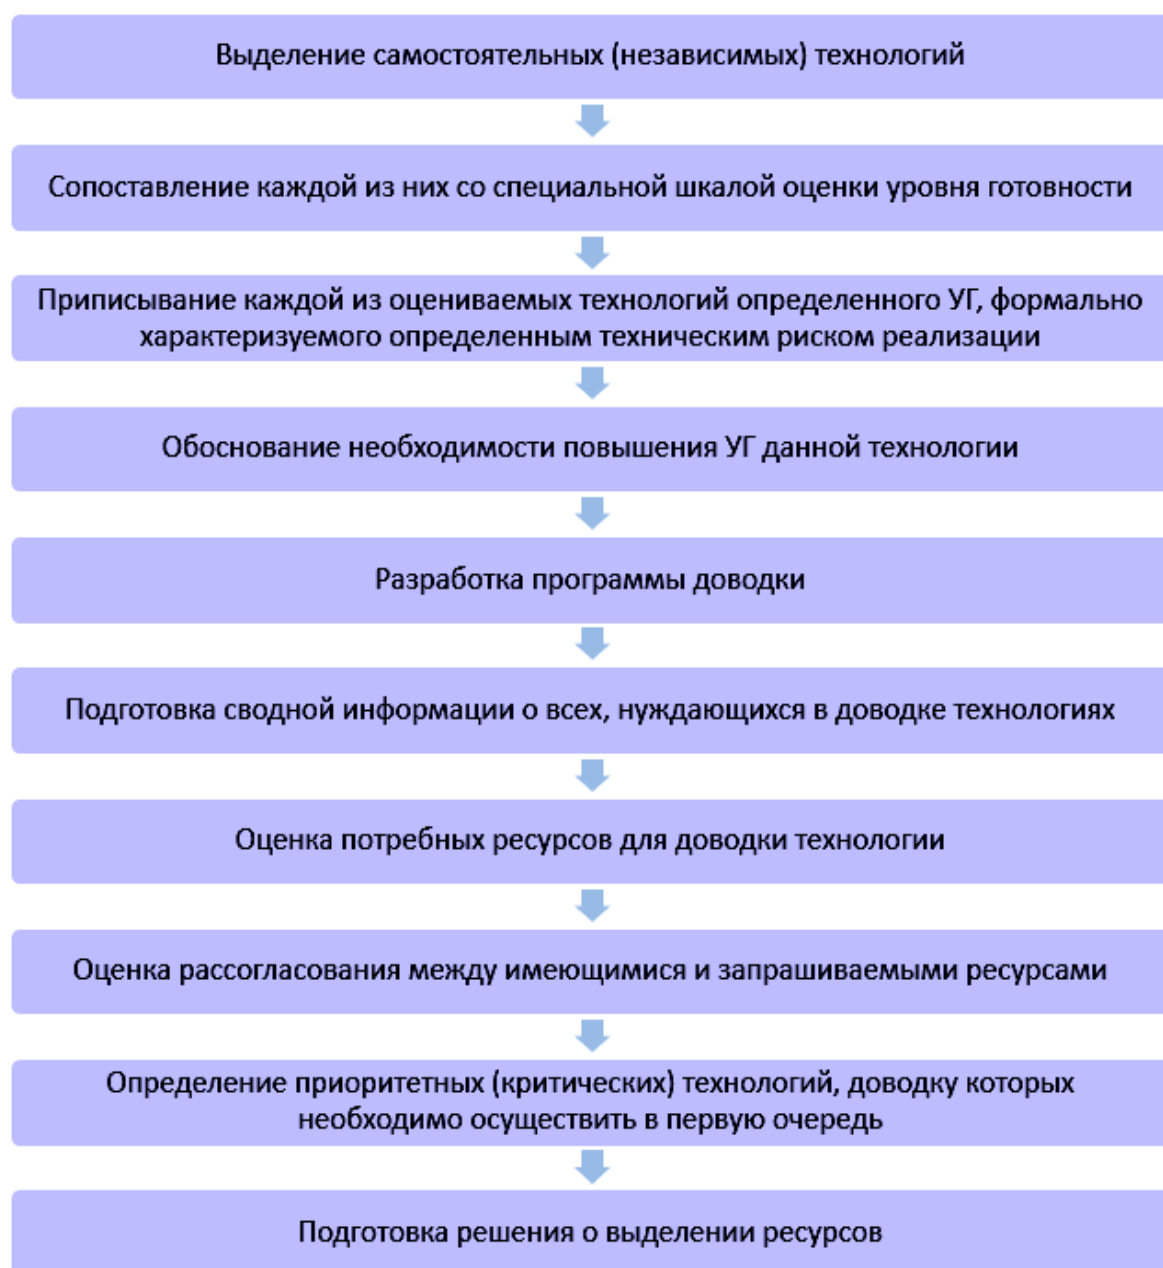 Выделение самостоятельных (независимых) технологий
Сопоставление каждой из них со специальной шкалой оценки уровня готовности
Приписывание каждой из оцениваемых технологий определенного УГ, формально
характеризуемого определенным техническим риском реализации
Обоснование необходимости повышения УГ данной технологии
Разработка программы доводки
Подготовка сводной информации о всех, нуждающихся в доводке технологиях
Оценка потребных ресурсов для доводки технологии
Оценка рассогласования между имеющимися и запрашиваемыми ресурсами
Определение приоритетных (критических) технологий, доводку которых
необходимо осуществить в первую очередь
Подготовка решения о выделении ресурсов